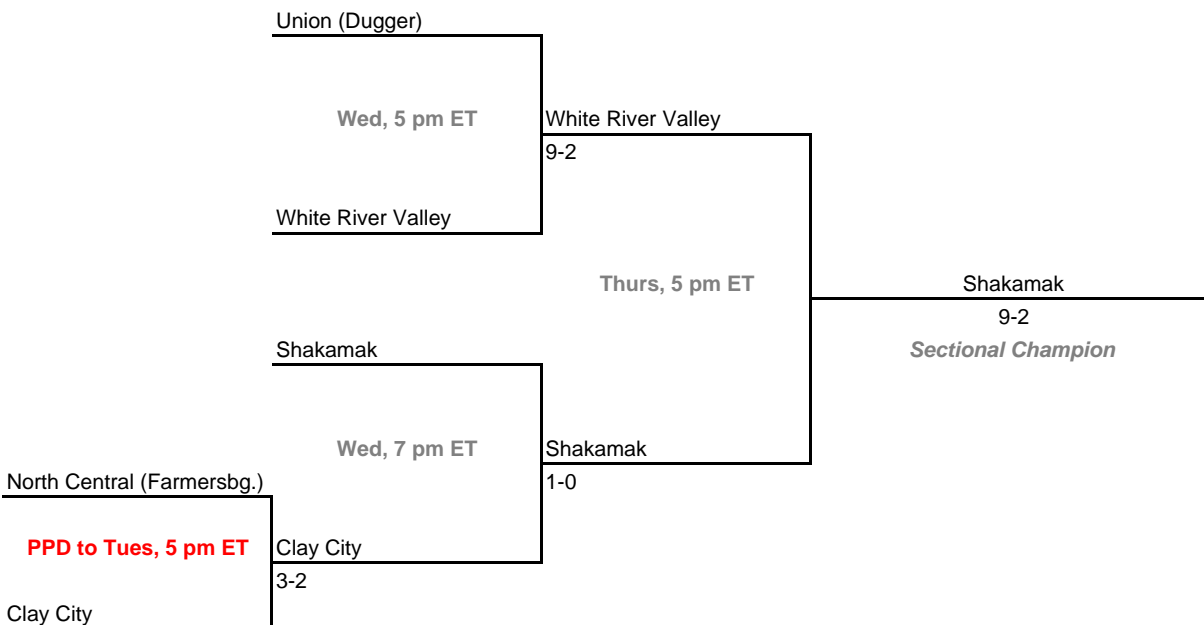 Union (Dugger)
Wed, 5 pm ET
White River Valley
9-2
White River Valley
Thurs, 5 pm ET
Shakamak
9-2
Sectional Champion
Shakamak
Wed, 7 pm ET
Shakamak
1-0
North Central (Farmersbg.)
PPD to Tues, 5 pm ET
Clay City
3-2
Clay City